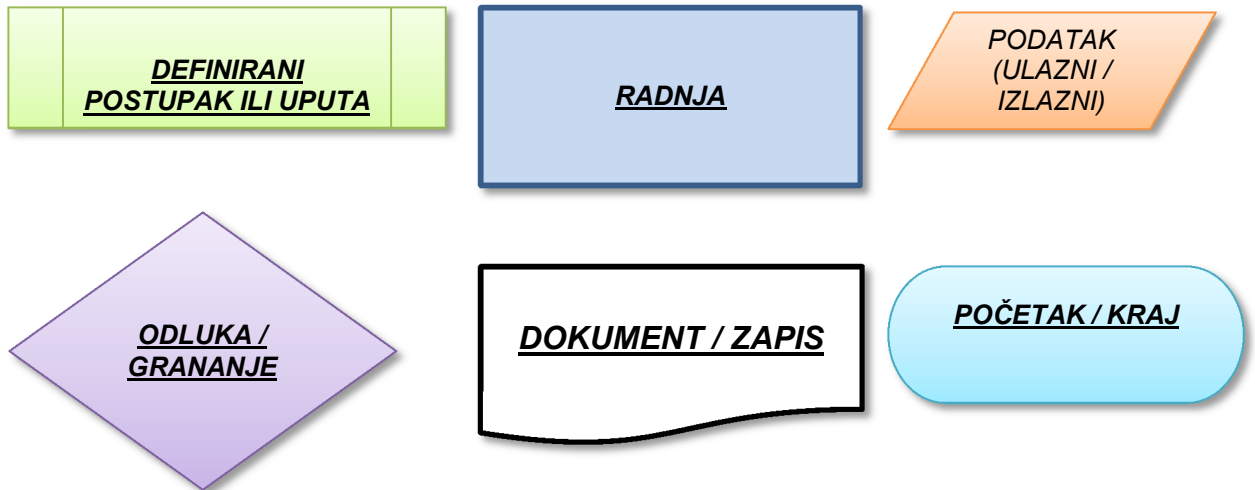 DEFINIRANI
POSTUPAK ILI UPUTA
RADNJA
PODATAK
(ULAZNI /
IZLAZNI)
ODLUKA /
GRANANJE
DOKUMENT / ZAPIS
POČETAK / KRAJ